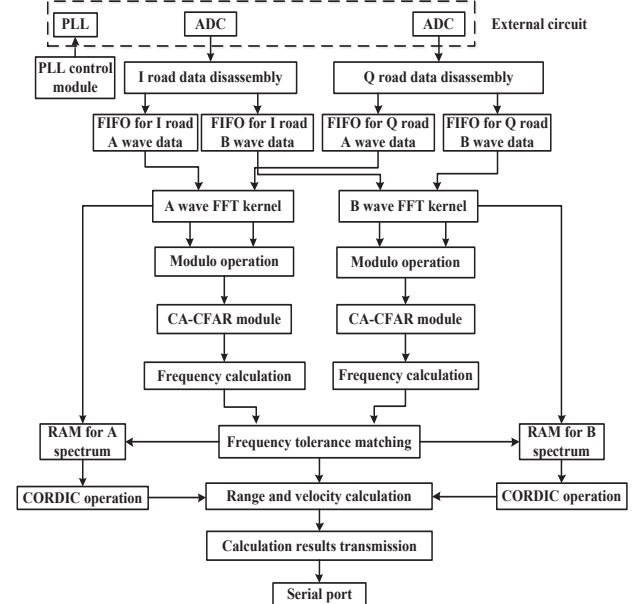 PLL
ADC
ADC
External circuit
PLL control
module
I road data disassembly
Q road data disassembly
FIFO for I road
A wave data
FIFO for I road
B wave data
FIFO for Q road
A wave data
FIFO for Q road
B wave data
A wave FFT kernel
B wave FFT kernel
Modulo operation
Modulo operation
CA-CFAR module
CA-CFAR module
Frequency calculation
Frequency calculation
RAM for A
spectrum
Frequency tolerance matching
RAM for B
spectrum
CORDIC operation
Range and velocity calculation
CORDIC operation
Calculation results transmission
Serial port